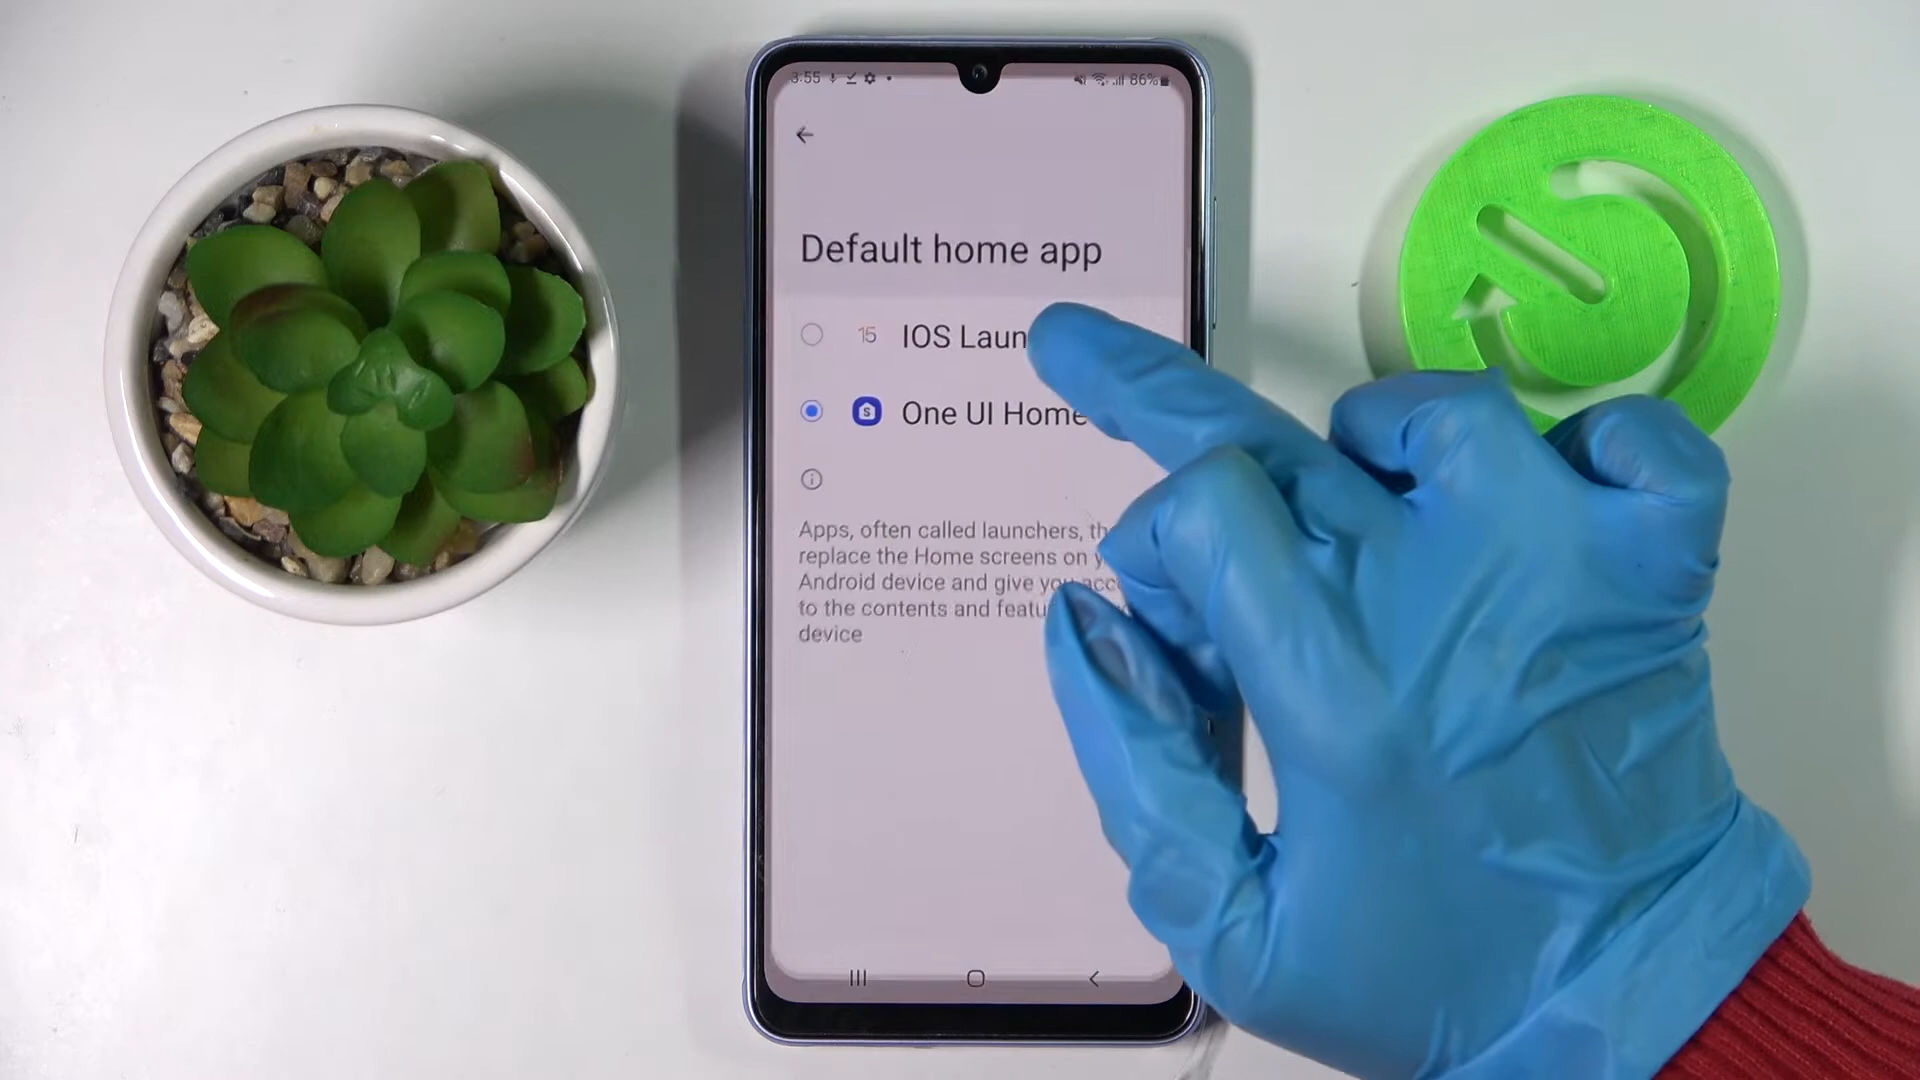 3:55 86%
Default home app
15 IOS Laun
One UI Home
Apps, often called launchers, th
replace the Home screens on y
Android device and give you acc
to the contents and featu
device